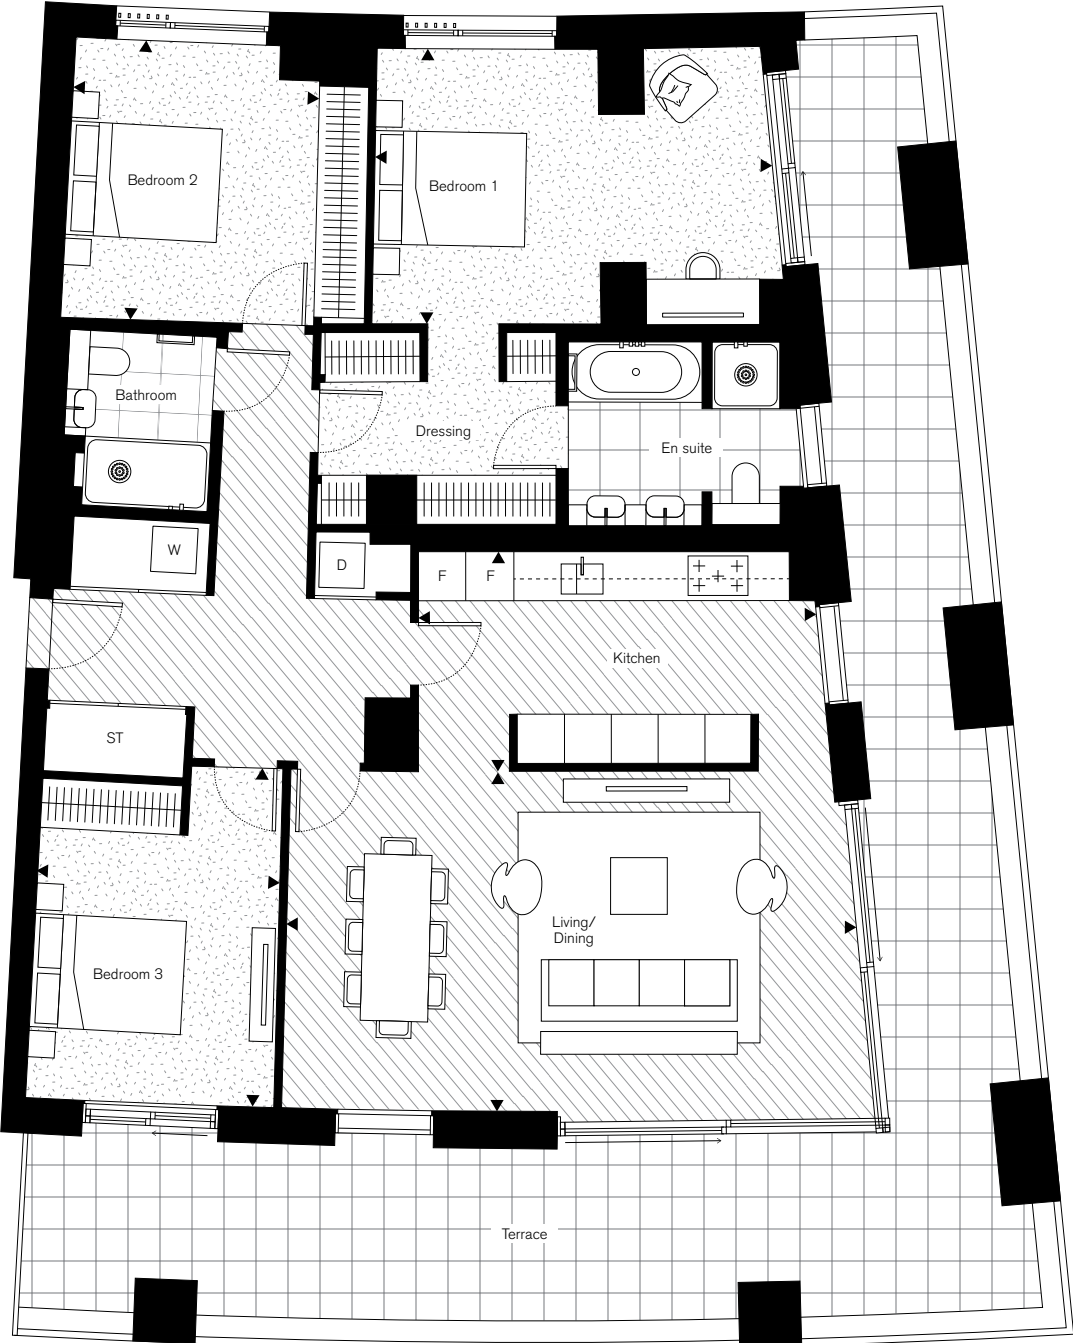 Bedroom 2
Bedroom 1
Bathroom
Dressing
En suite
W
D
F
F
Kitchen
ST
Living/
Dining
Bedroom 3
Terrace